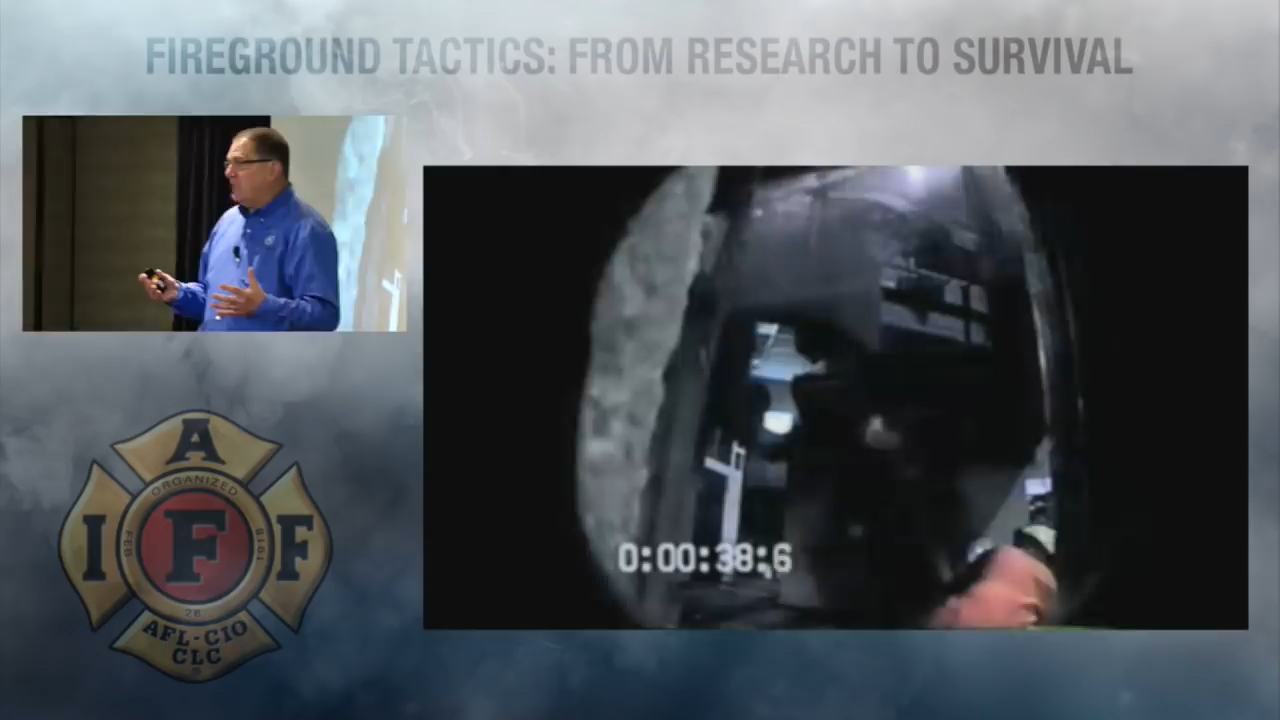 FIREGROUND TACTICS: FROM RESEARCH TO SURVIVAL
0:00:38;6
A
ORGANIZED
I F F
FEB 1918
28
AFL-CIO
CLC